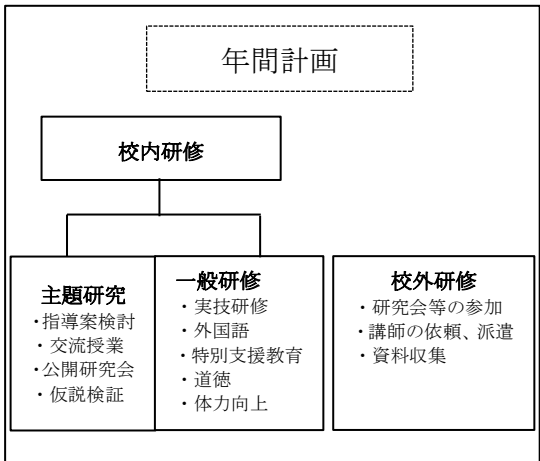 年間計画
校内研修
主題研究
・指導案検討
・交流授業
・公開研究会
・仮説検証
一般研修
・実技研修
・外国語
・特別支援教育
・道徳
・体力向上
校外研修
・研究会等の参加
・講師の依頼、派遣
・資料収集